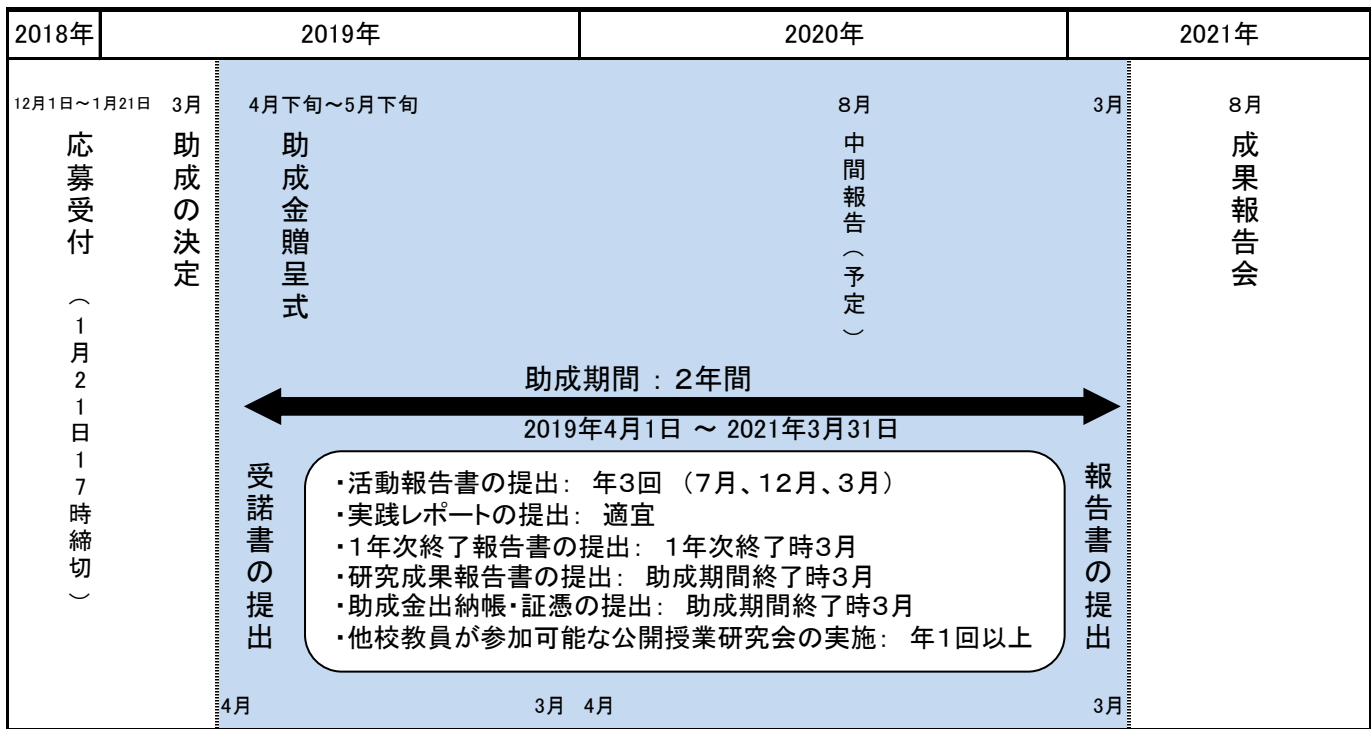 2018年
2019年
2020年
2021年
12月1日～1月21日
3月
4月下旬～5月下旬
８月
3月
８月
応募受付（1月21日17時締切）
助成の決定
助成金贈呈式
中間報告（予定）
成果報告会
助成期間：２年間
2019年4月1日 ～ 2021年3月31日
受諾書の提出
・活動報告書の提出： 年３回 （７月、１２月、３月）
・実践レポートの提出： 適宜
・１年次終了報告書の提出： １年次終了時３月
・研究成果報告書の提出： 助成期間終了時３月
・助成金出納帳・証憑の提出： 助成期間終了時３月
・他校教員が参加可能な公開授業研究会の実施： 年１回以上
報告書の提出
4月
3月
4月
3月